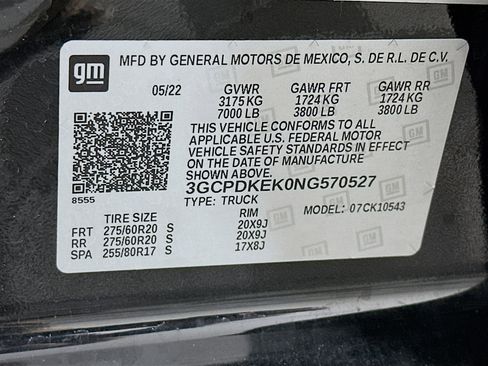 gm
MFD BY GENERAL MOTORS DE MEXICO, S. DE R.L. DE C.V.
05/22 GVWR GAWR FRT GAWR RR
3175 KG 1724 KG 1724 KG
7000 LB 3800 LB 3800 LB
THIS VEHICLE CONFORMS TO ALL
APPLICABLE U.S. FEDERAL MOTOR
VEHICLE SAFETY STANDARDS IN EFFECT
ON THE DATE OF MANUFACTURE
SHOWN ABOVE.
3GCPDKEK0NG570527
8555 TYPE: TRUCK MODEL: 07CK10543
TIRE SIZE RIM
FRT 275/60R20 S 20X9J
RR 275/60R20 S 20X9J
SPA 255/80R17 S 17X8J